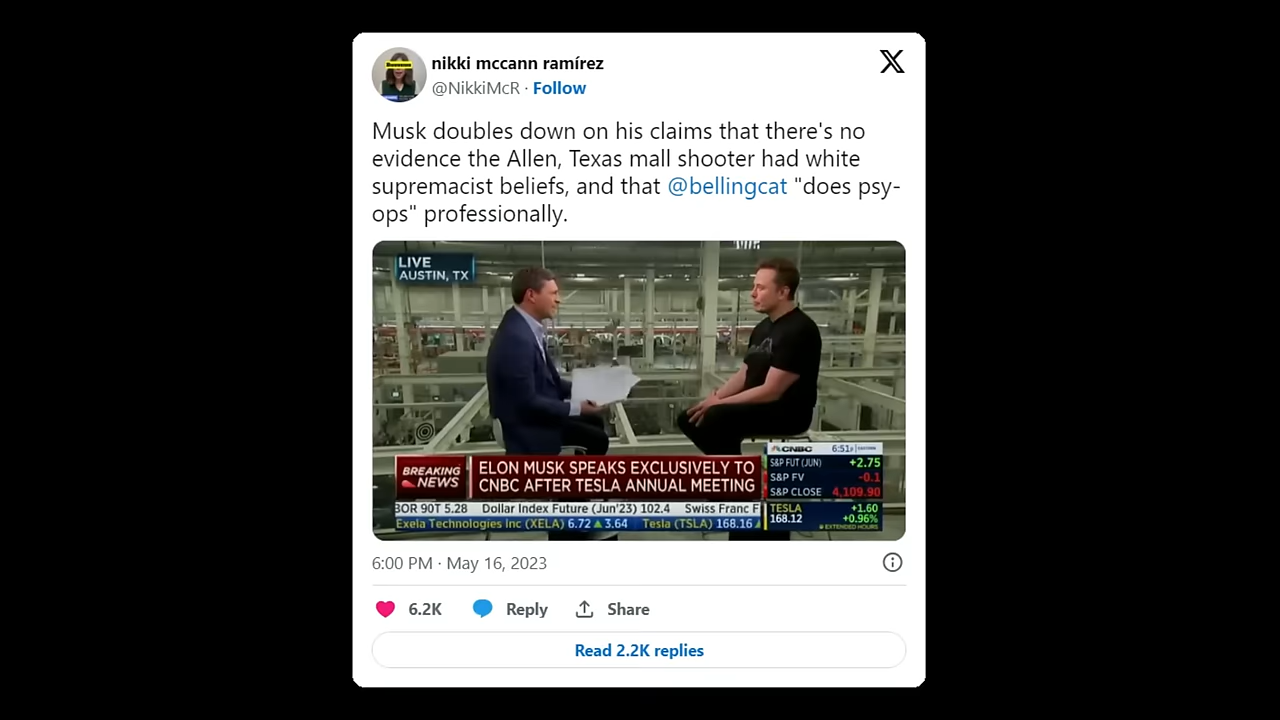 nikki mccann ramírez
@NikkiMcR · Follow
Musk doubles down on his claims that there's no
evidence the Allen, Texas mall shooter had white
supremacist beliefs, and that @bellingcat "does psy-
ops" professionally.
LIVE
AUSTIN, TX
BREAKING
NEWS
ELON MUSK SPEAKS EXCLUSIVELY TO
CNBC AFTER TESLA ANNUAL MEETING
CNBC 6:51P EASTERN
S&P FUT (JUN) +2.75
S&P FV -0.1
S&P CLOSE 4,109.90
TESLA +1.60
168.12 +0.96%
EXTENDED HOURS
BOR 90T 5.28 Dollar Index Future (Jun'23) 102.4 Swiss Franc F
Exela Technologies Inc (XELA) 6.72 ▲ 3.64 Tesla (TSLA) 168.16
6:00 PM · May 16, 2023
6.2K Reply Share
Read 2.2K replies